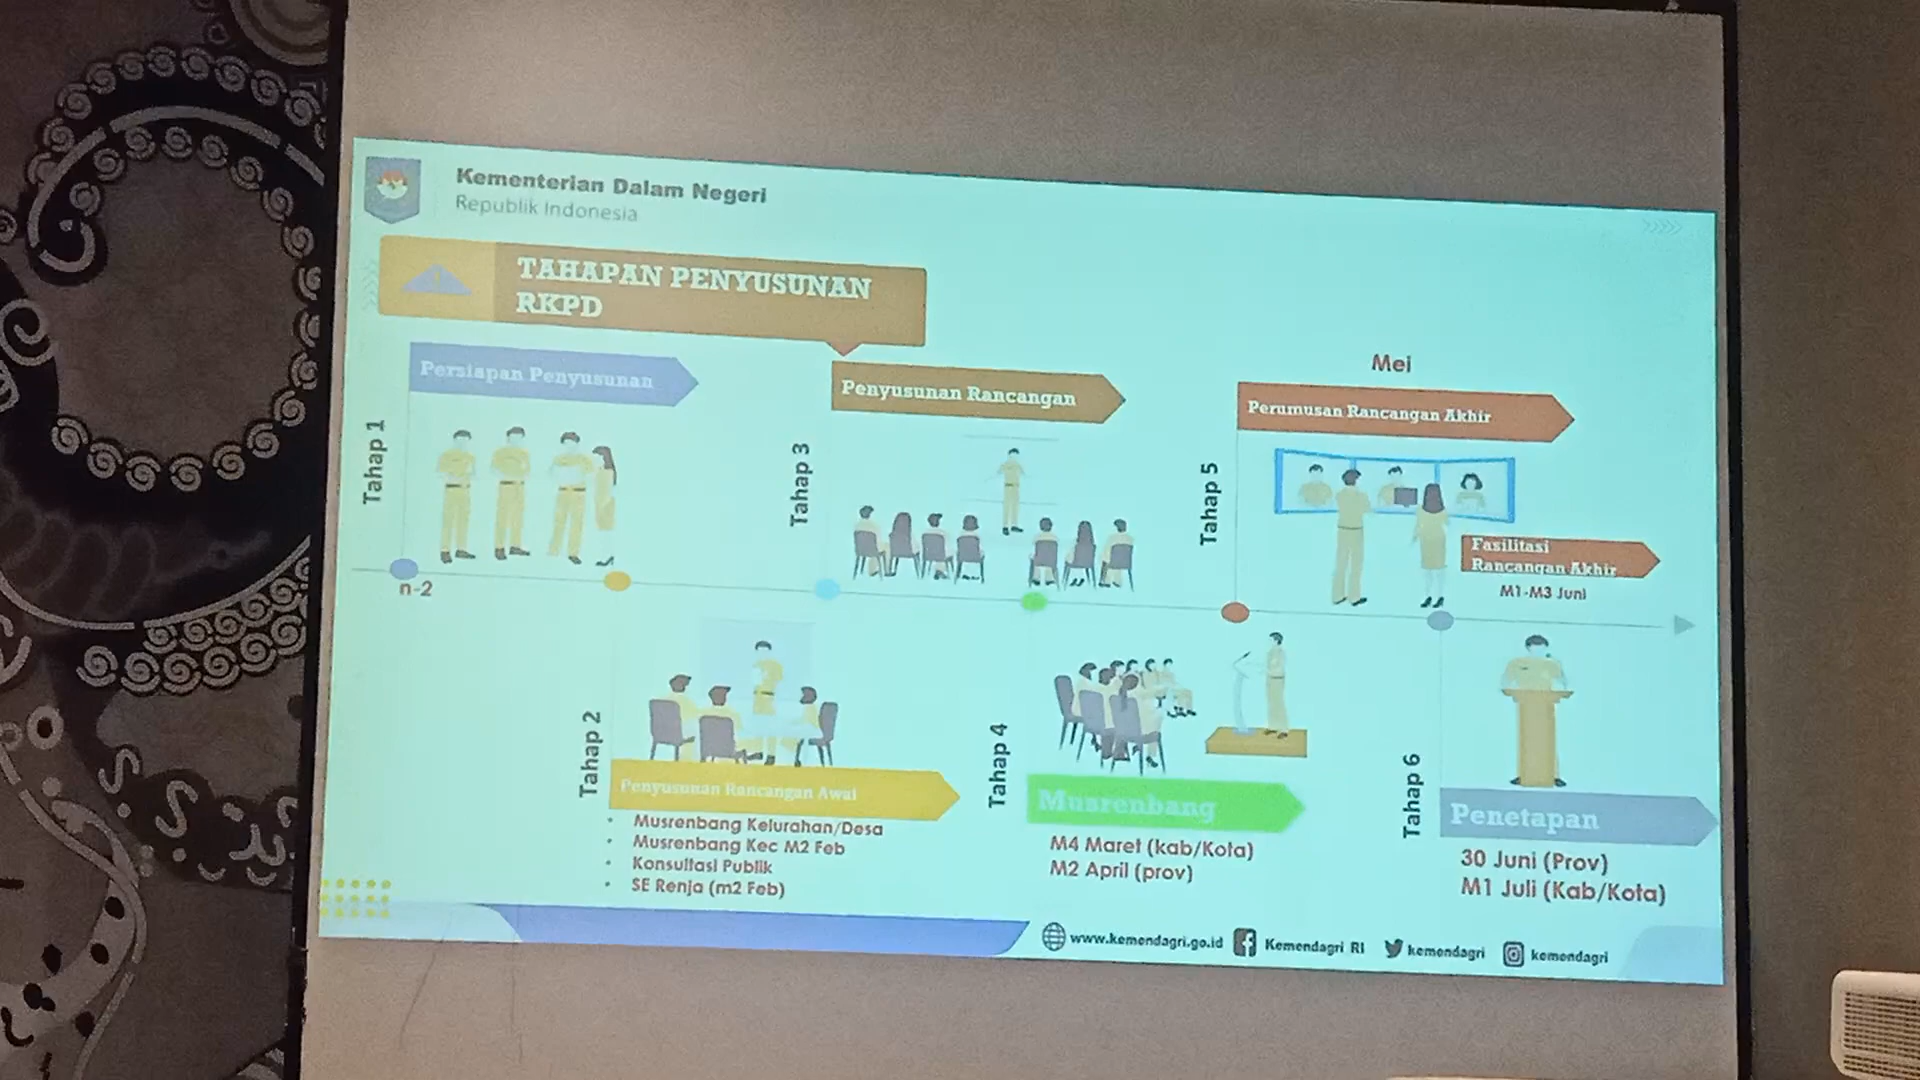 Kementerian Dalam Negeri
Republik Indonesia
TAHAPAN PENYUSUNAN
RKPD
Tahap 1
Persiapan Penyusunan
n-2
Tahap 2
Penyusunan Rancangan Awal
• Musrenbang Kelurahan/Desa
• Musrenbang Kec M2 Feb
• Konsultasi Publik
• SE Renja (m2 Feb)
Tahap 3
Penyusunan Rancangan
Tahap 4
Musrenbang
M4 Maret (kab/Kota)
M2 April (prov)
Mei
Tahap 5
Perumusan Rancangan Akhir
Fasilitasi
Rancangan Akhir
M1-M3 Juni
Tahap 6
Penetapan
30 Juni (Prov)
M1 Juli (Kab/Kota)
www.kemendagri.go.id Kemendagri RI kemendagri kemendagri